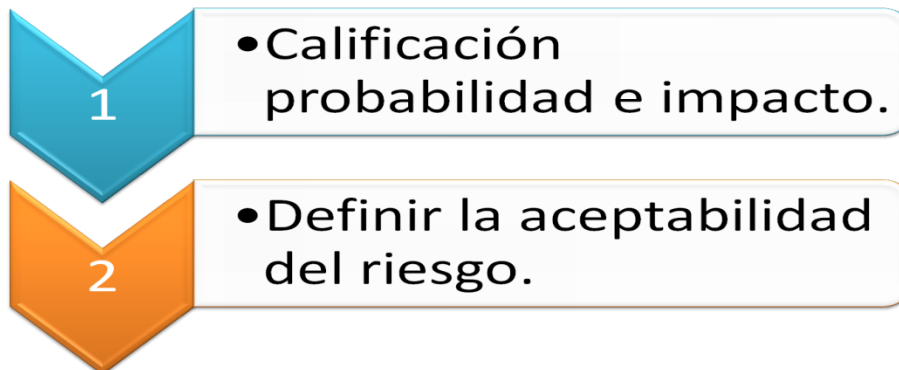 1
•Calificación
probabilidad e impacto.
2
•Definir la aceptabilidad
del riesgo.